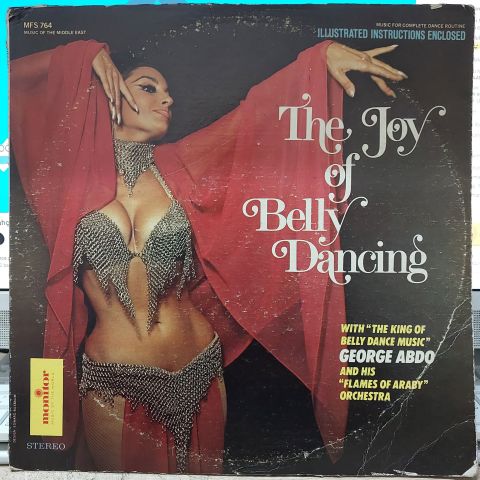 MFS 764
MUSIC OF THE MIDDLE EAST
MUSIC FOR COMPLETE DANCE ROUTINE
ILLUSTRATED INSTRUCTIONS ENCLOSED
The Joy
of
Belly
Dancing
WITH "THE KING OF
BELLY DANCE MUSIC"
GEORGE ABDO
AND HIS
"FLAMES OF ARABY"
ORCHESTRA
monitor
STEREO